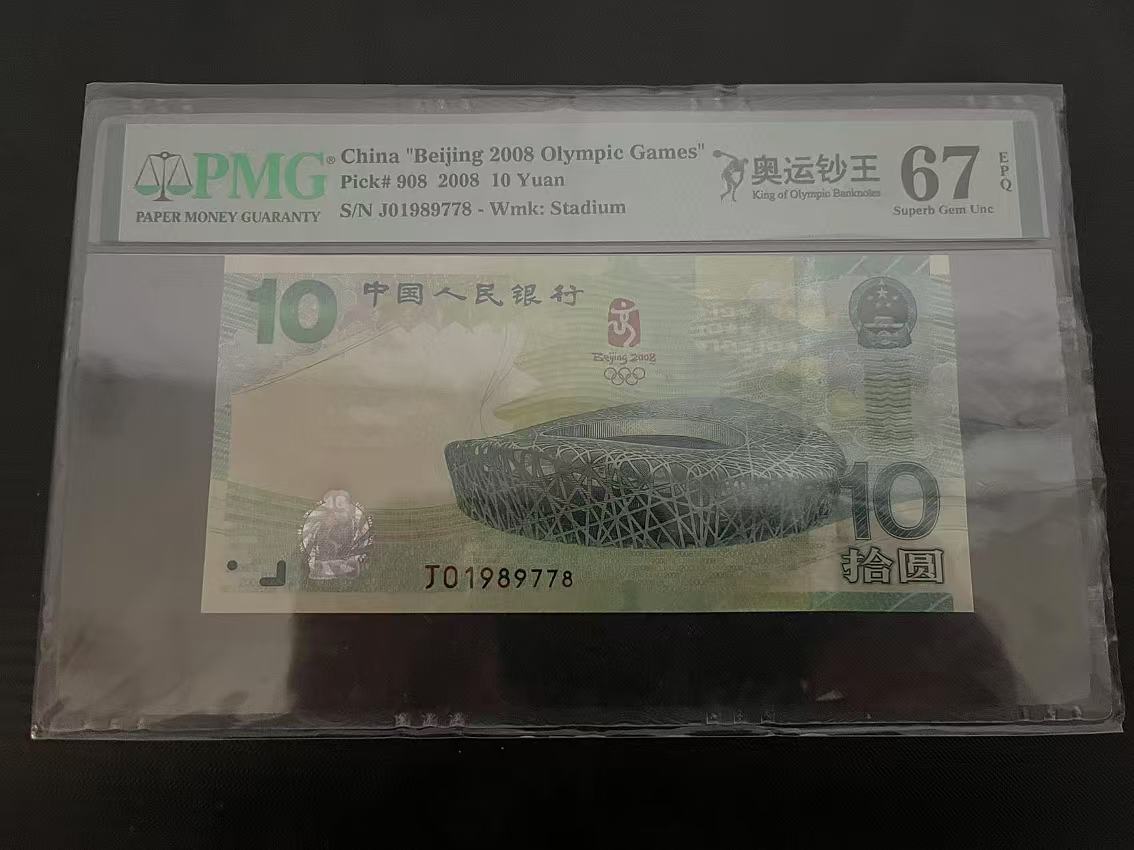 PMG®
PAPER MONEY GUARANTY
China "Beijing 2008 Olympic Games"
Pick# 908 2008 10 Yuan
S/N J01989778 - Wmk: Stadium
奥运钞王
King of Olympic Banknotes
67
EPQ
Superb Gem Unc
10
中国人民银行
Beijing 2008
10
拾圆
J01989778